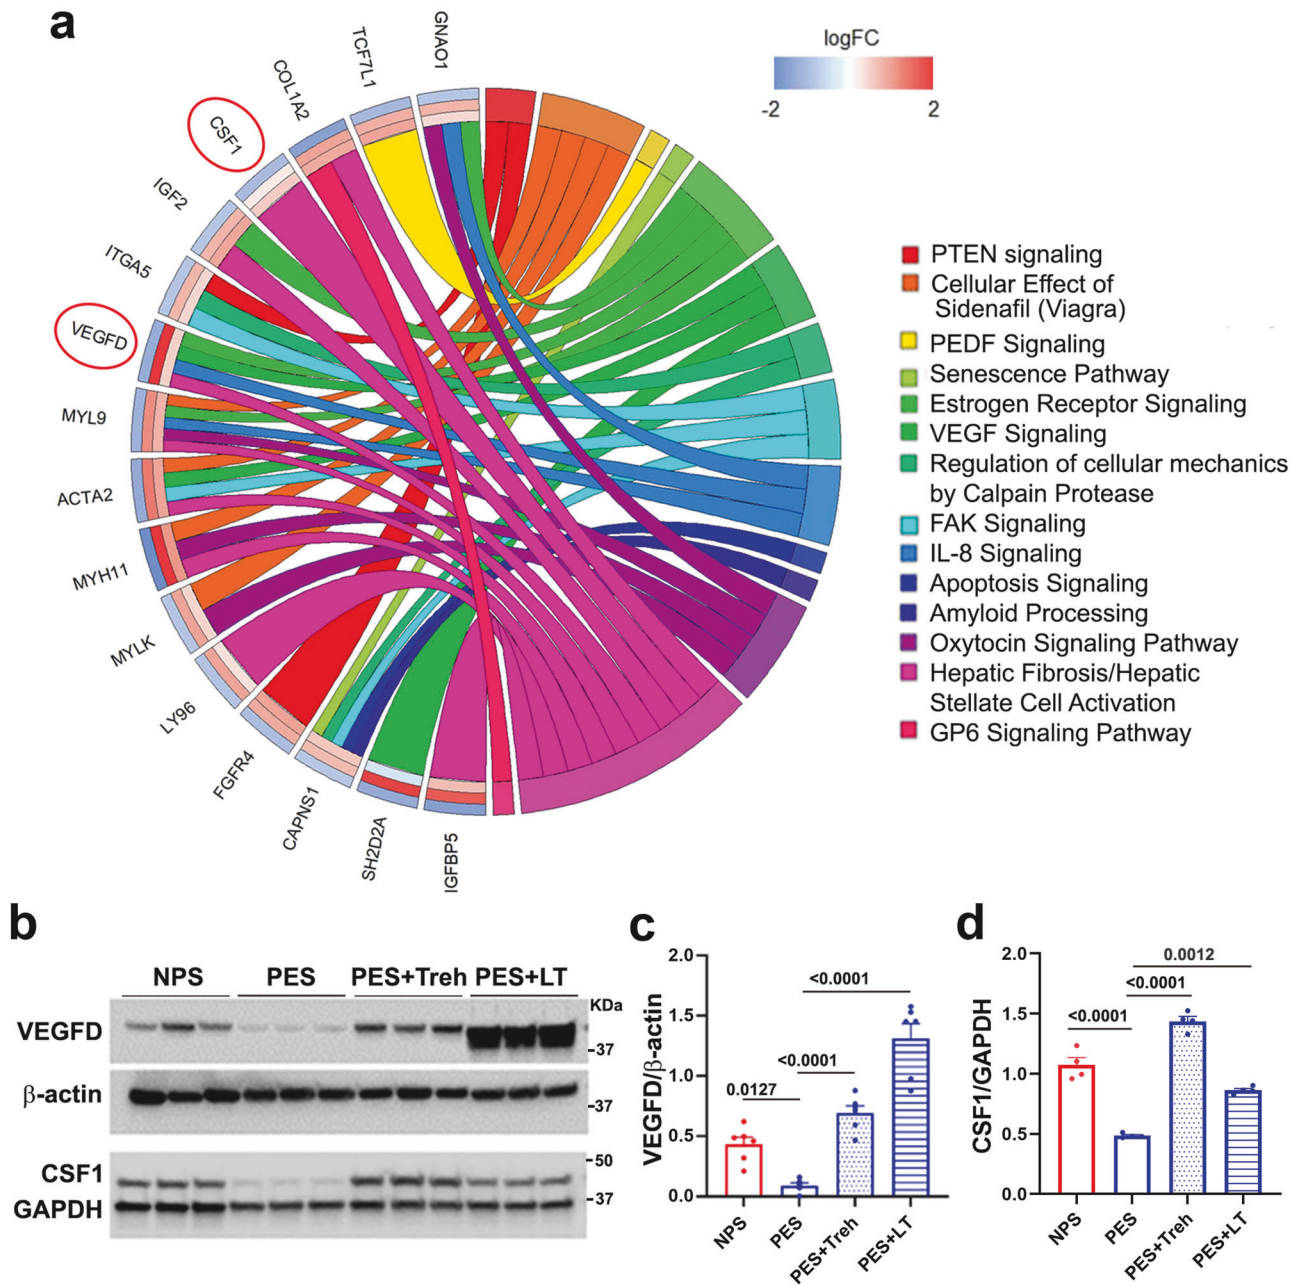 a
logFC
-2 2
GNAO1
TCF7L1
COL1A2
CSF1
IGF2
ITGA5
VEGFD
MYL9
ACTA2
MYH11
MYLK
LY96
FGFR4
CAPNS1
SH2D2A
IGFBP5
PTEN signaling
Cellular Effect of
Sidenafil (Viagra)
PEDF Signaling
Senescence Pathway
Estrogen Receptor Signaling
VEGF Signaling
Regulation of cellular mechanics
by Calpain Protease
FAK Signaling
IL-8 Signaling
Apoptosis Signaling
Amyloid Processing
Oxytocin Signaling Pathway
Hepatic Fibrosis/Hepatic
Stellate Cell Activation
GP6 Signaling Pathway
b
NPS PES PES+Treh PES+LT
KDa
VEGFD
-37
β-actin
-37
CSF1
-50
GAPDH
-37
c
VEGFD/β-actin
2.0
1.5
1.0
0.5
0.0
<0.0001
<0.0001
0.0127
NPS
PES
PES+Treh
PES+LT
d
CSF1/GAPDH
2.0
1.5
1.0
0.5
0.0
0.0012
<0.0001
<0.0001
NPS
PES
PES+Treh
PES+LT